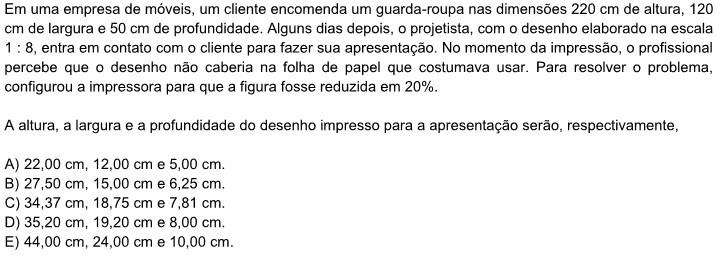 Em uma empresa de móveis, um cliente encomenda um guarda-roupa nas dimensões 220 cm de altura, 120
cm de largura e 50 cm de profundidade. Alguns dias depois, o projetista, com o desenho elaborado na escala
1 : 8, entra em contato com o cliente para fazer sua apresentação. No momento da impressão, o profissional
percebe que o desenho não caberia na folha de papel que costumava usar. Para resolver o problema,
configurou a impressora para que a figura fosse reduzida em 20%.
A altura, a largura e a profundidade do desenho impresso para a apresentação serão, respectivamente,
A) 22,00 cm, 12,00 cm e 5,00 cm.
B) 27,50 cm, 15,00 cm e 6,25 cm.
C) 34,37 cm, 18,75 cm e 7,81 cm.
D) 35,20 cm, 19,20 cm e 8,00 cm.
E) 44,00 cm, 24,00 cm e 10,00 cm.